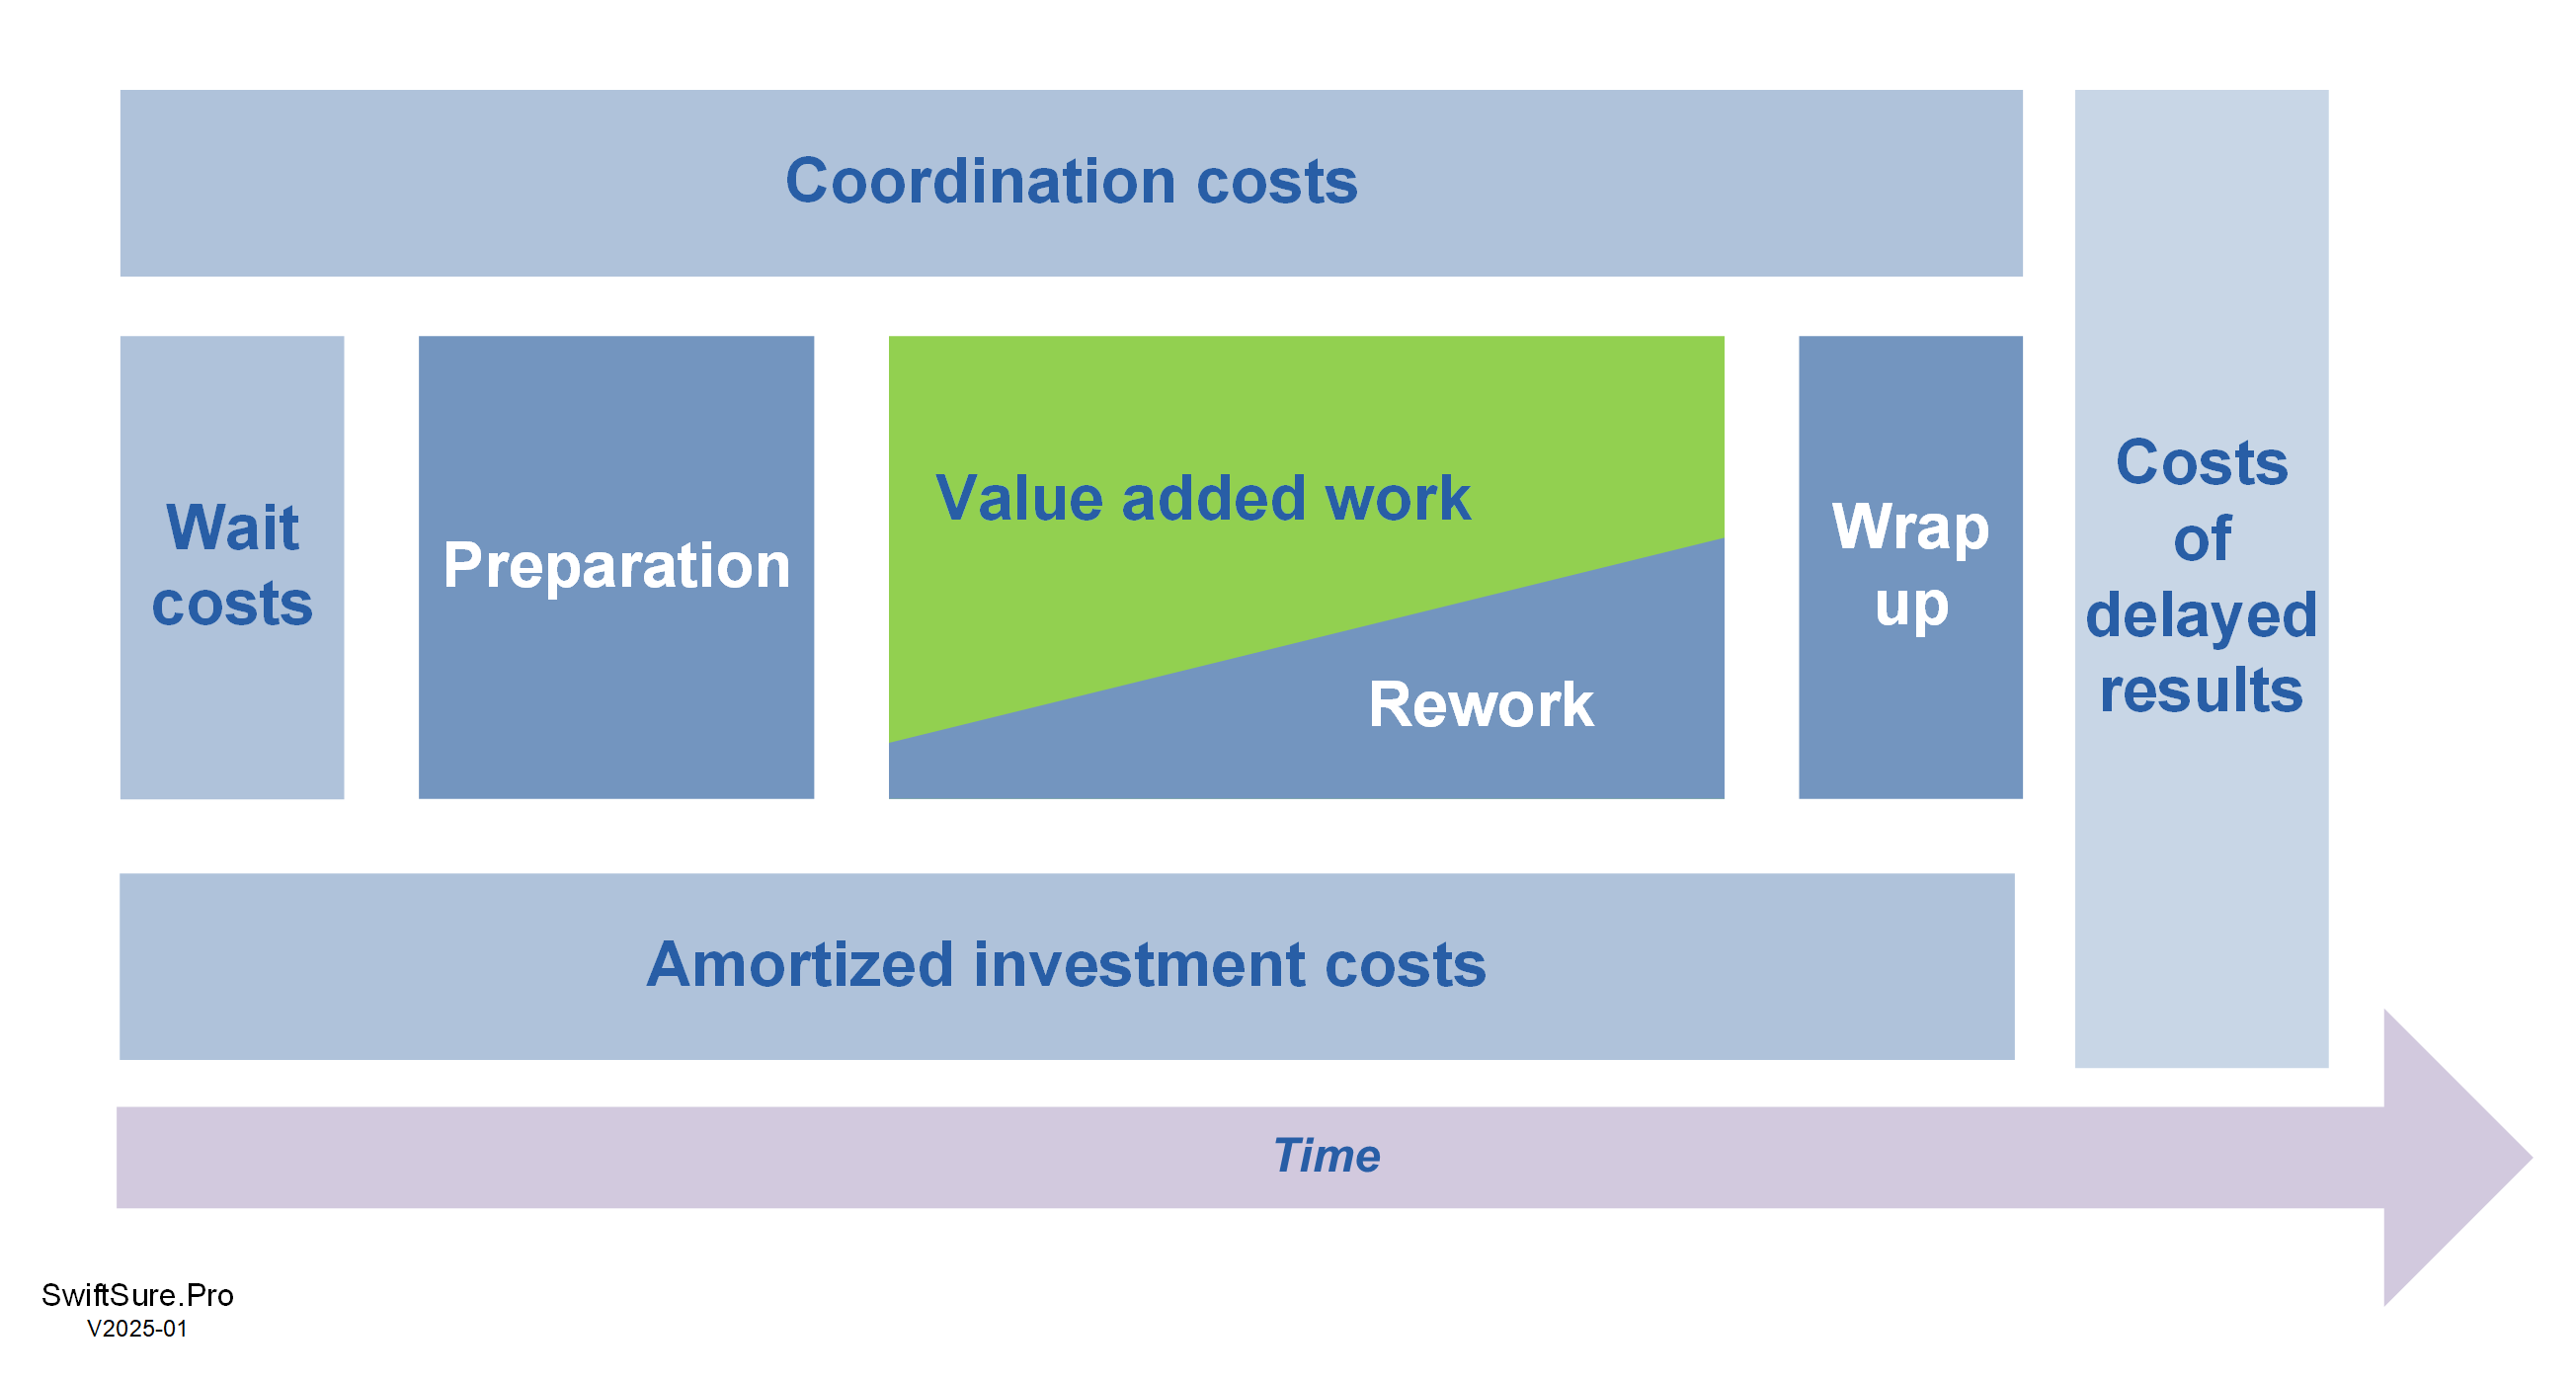 Coordination costs
Wait
costs
Preparation
Value added work
Rework
Wrap
up
Costs
of
delayed
results
Amortized investment costs
Time
SwiftSure.Pro
V2025-01